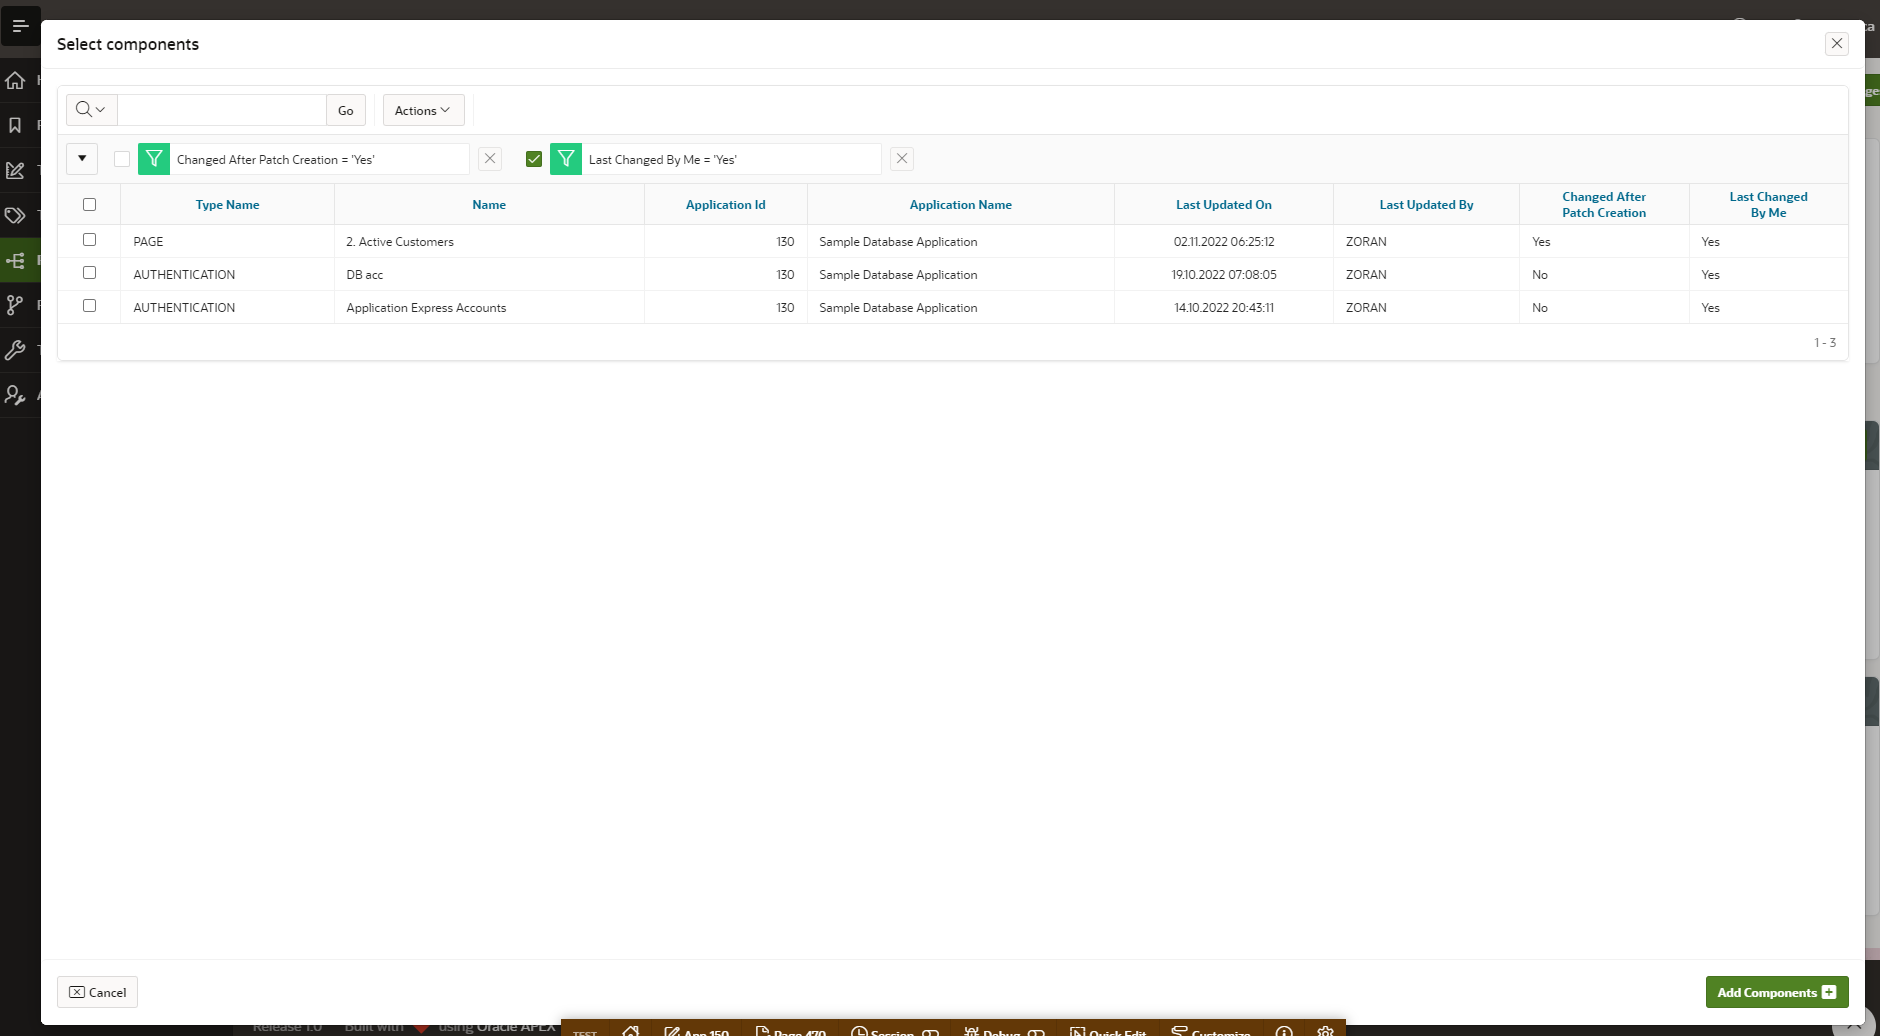 Select components
Go
Actions
Changed After Patch Creation = 'Yes'
Last Changed By Me = 'Yes'
Type Name
Name
Application Id
Application Name
Last Updated On
Last Updated By
Changed After
Patch Creation
Last Changed
By Me
PAGE
2. Active Customers
130
Sample Database Application
02.11.2022 06:25:12
ZORAN
Yes
Yes
AUTHENTICATION
DB acc
130
Sample Database Application
19.10.2022 07:08:05
ZORAN
No
Yes
AUTHENTICATION
Application Express Accounts
130
Sample Database Application
14.10.2022 20:43:11
ZORAN
No
Yes
1 - 3
Cancel
Add Components
Release 1.0
Built with
using Oracle APEX
TEST
App 150
Page 470
Session
Debug
Quick Edit
Customize